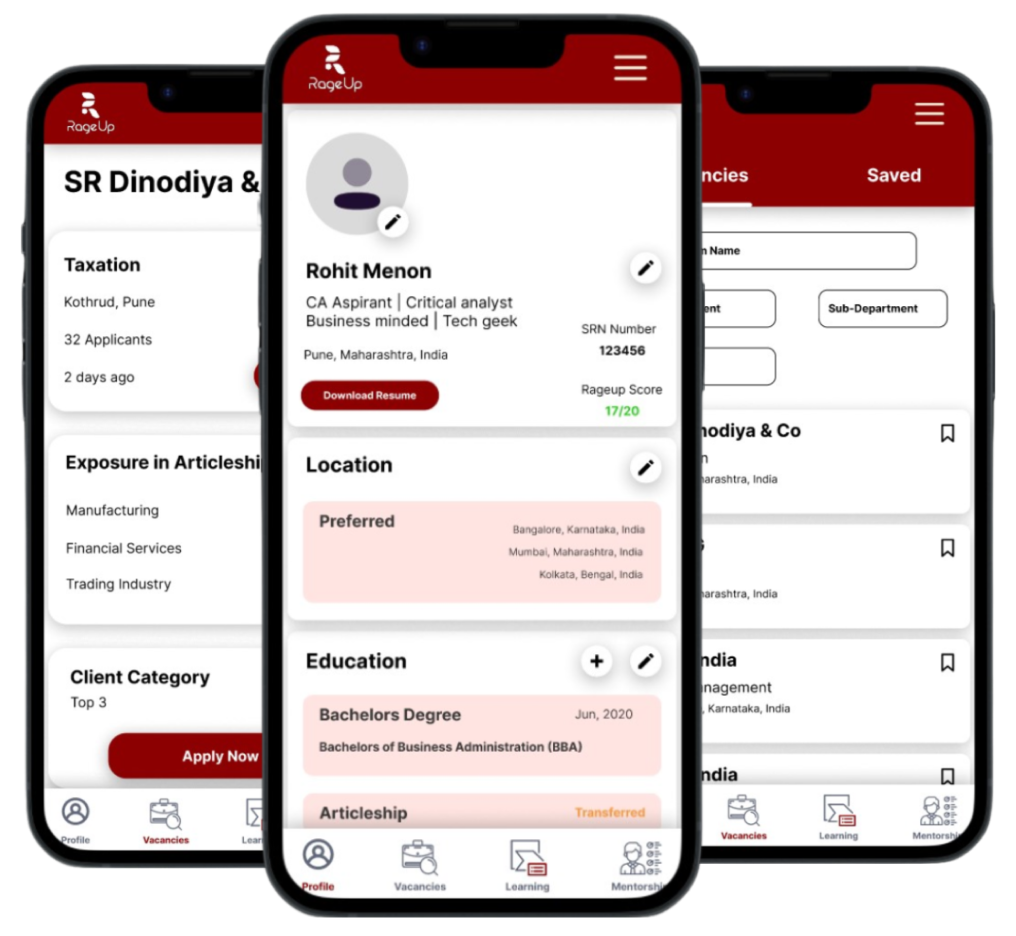 RageUp
SR Dinodiya &
Taxation
Kothrud, Pune
32 Applicants
2 days ago
Exposure in Articleshi
Manufacturing
Financial Services
Trading Industry
Client Category
Top 3
Apply Now
Profile
Vacancies
Lear
RageUp
Rohit Menon
CA Aspirant | Critical analyst
Business minded | Tech geek
Pune, Maharashtra, India
SRN Number
123456
Download Resume
Rageup Score
17/20
Location
Preferred
Bangalore, Karnataka, India
Mumbai, Maharashtra, India
Kolkata, Bengal, India
Education
Bachelors Degree
Jun, 2020
Bachelors of Business Administration (BBA)
Articleship
Transferred
Profile
Vacancies
Learning
Mentorshi
ncies
Saved
n Name
ent
Sub-Department
nodiya & Co
n
arashtra, India
arashtra, India
ndia
nagement
, Karnataka, India
ndia
Vacancies
Learning
Mentorshi